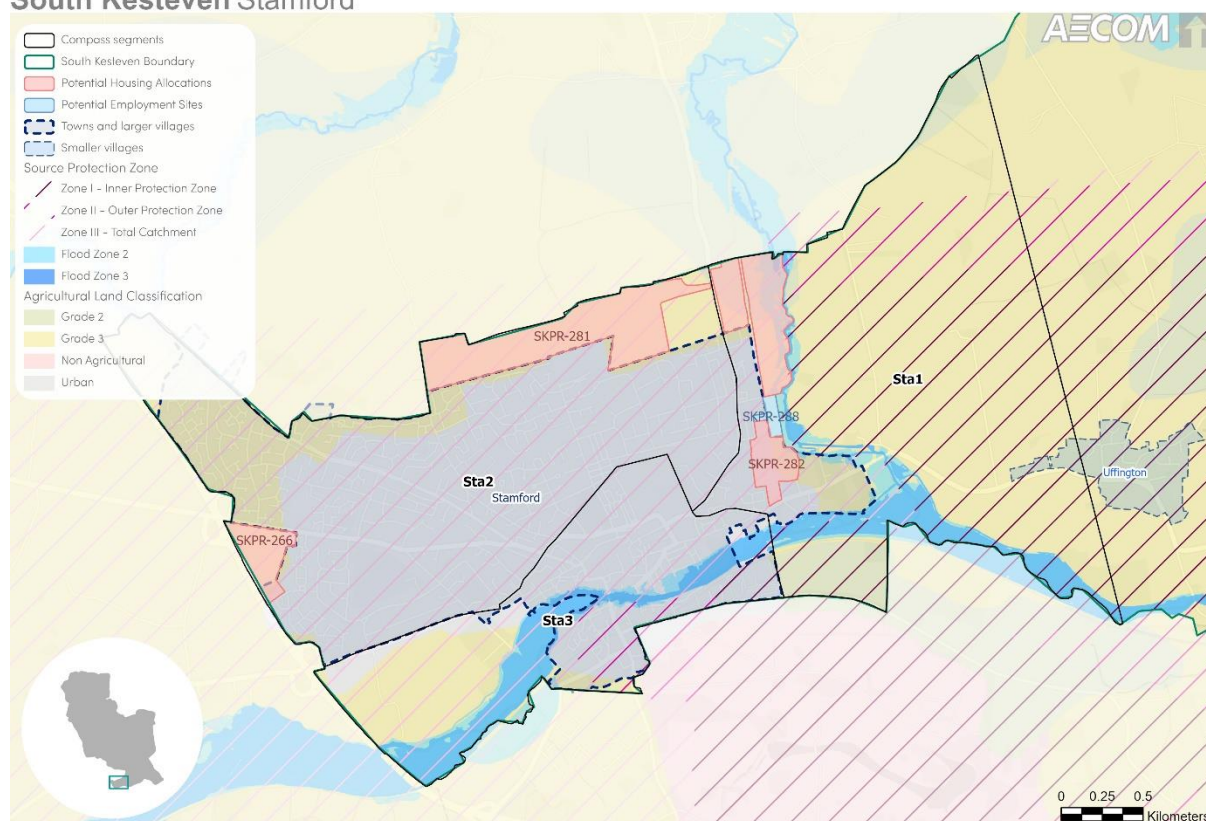 South Kesteven Stamford
AECOM
Compass segments
South Kesleven Boundary
Potential Housing Allocations
Potential Employment Sites
Towns and larger villages
Smaller villages
Source Protection Zone
Zone I - Inner Protection Zone
Zone II - Outer Protection Zone
Zone III - Total Catchment
Flood Zone 2
Flood Zone 3
Agricultural Land Classification
Grade 2
Grade 3
Non Agricultural
Urban
SKPR-281
Sta1
SKPR-288
SKPR-282
Uffington
Sta2
Stamford
SKPR-266
Sta3
0 0.25 0.5
Kilometers